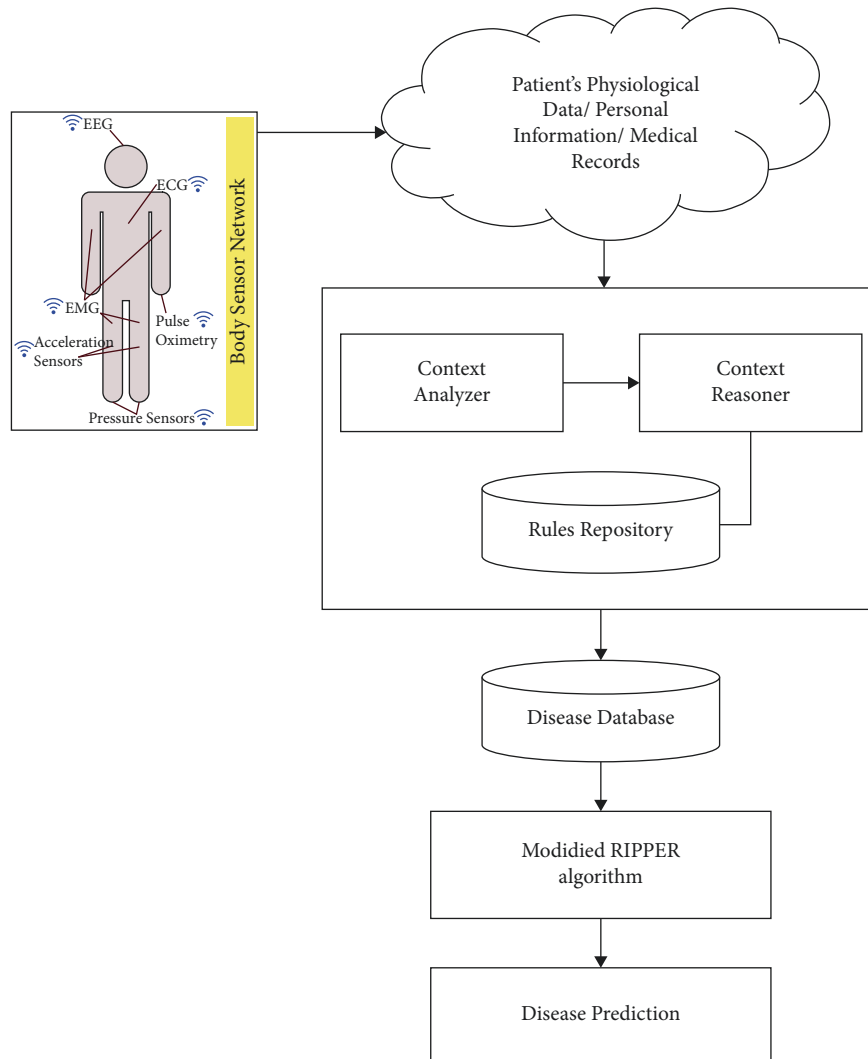 EEG
ECG
EMG
Pulse
Oximetry
Acceleration
Sensors
Pressure Sensors
Body Sensor Network
Patient's Physiological
Data/ Personal
Information/ Medical
Records
Context
Analyzer
Context
Reasoner
Rules Repository
Disease Database
Modidied RIPPER
algorithm
Disease Prediction